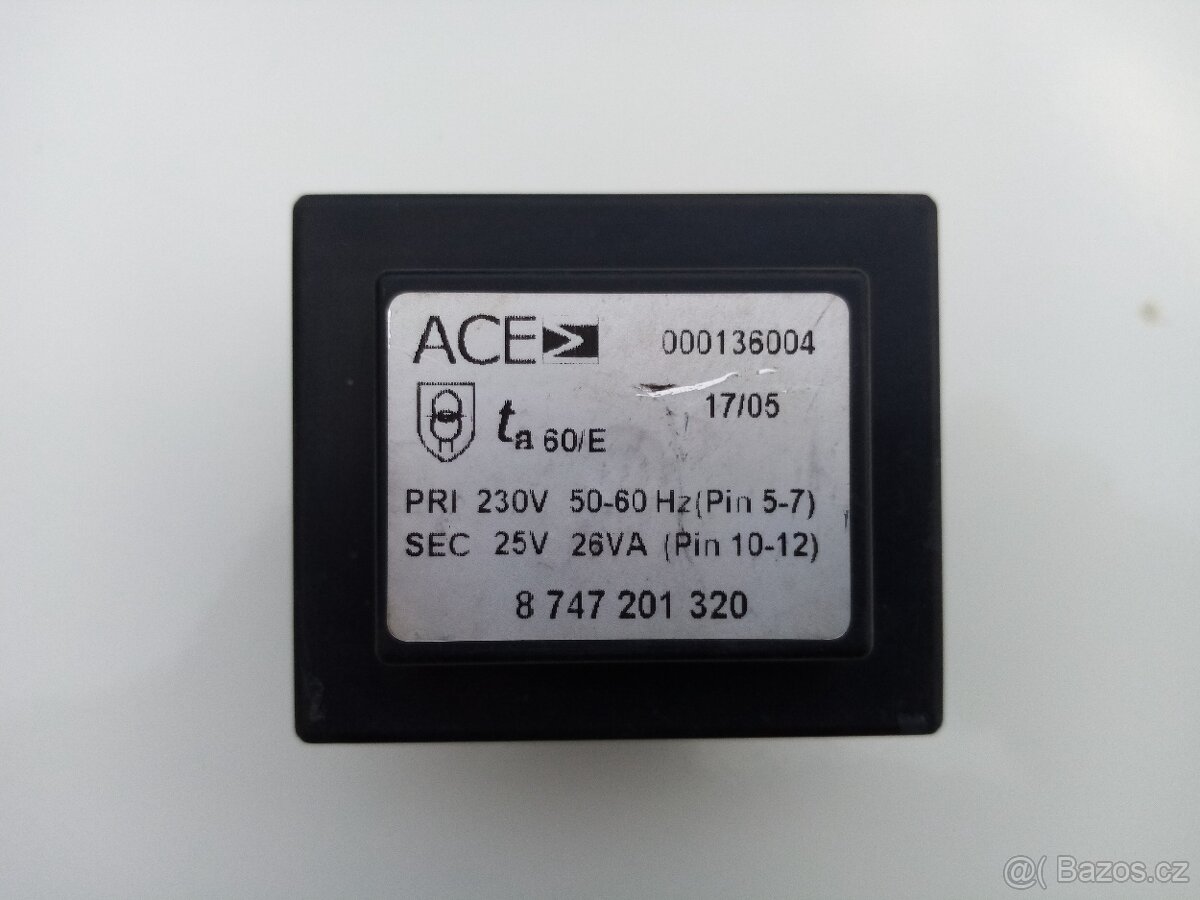 ACE 000136004
17/05
ta 60/E
PRI 230V 50-60 Hz(Pin 5-7)
SEC 25V 26VA (Pin 10-12)
8 747 201 320
@( Bazos.cz